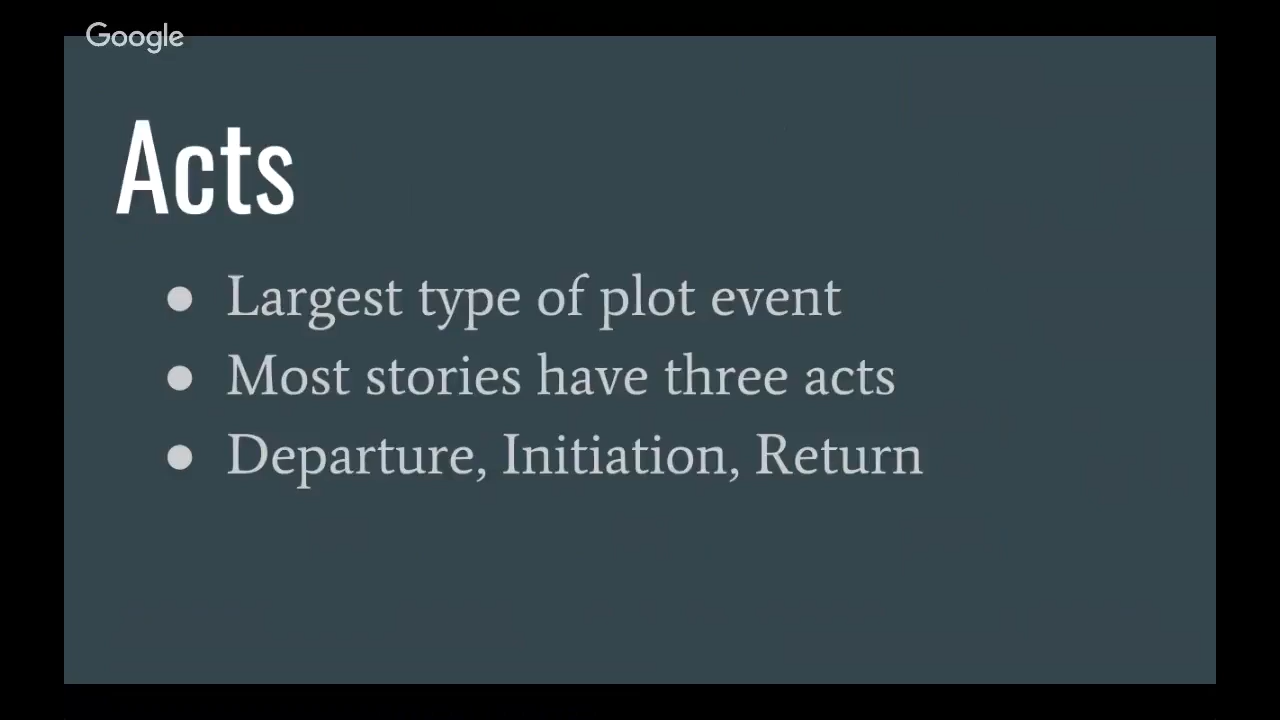 Google
Acts
● Largest type of plot event
● Most stories have three acts
● Departure, Initiation, Return